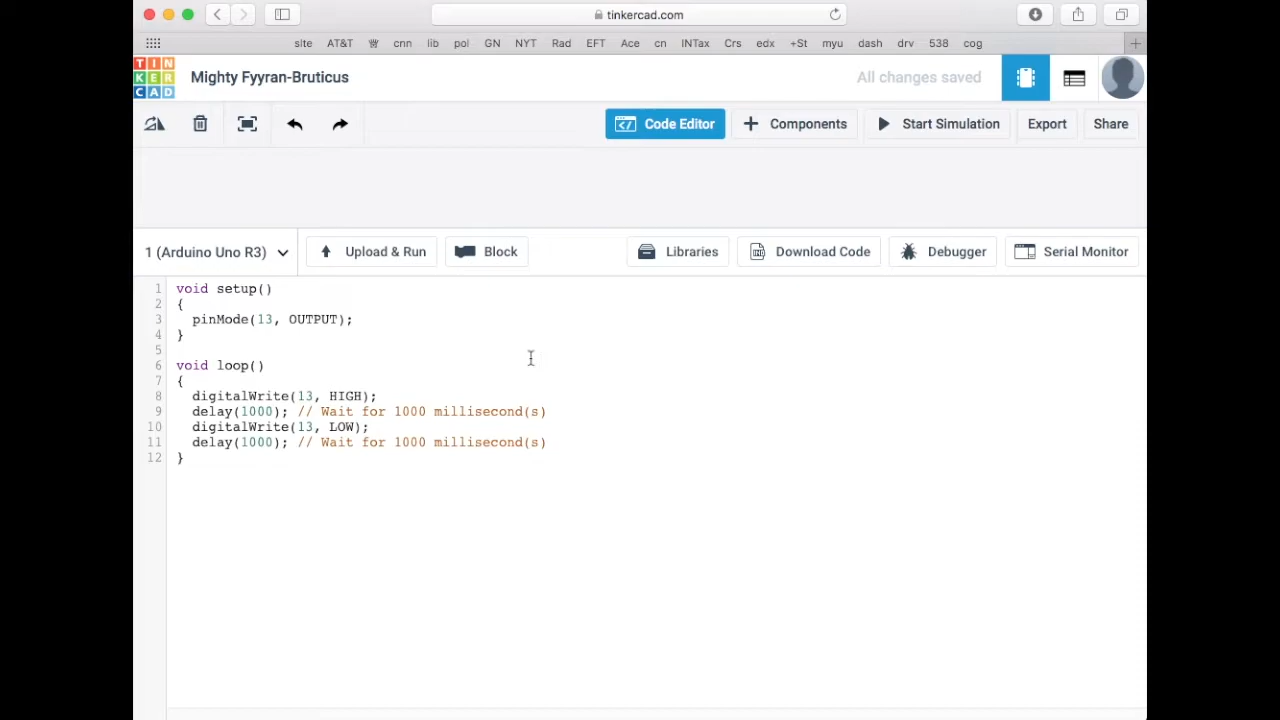 tinkercad.com
site AT&T cnn lib pol GN NYT Rad EFT Ace cn INTax Crs edx +St myu dash drv 538 cog
TIN
KER
CAD
Mighty Fyyran-Bruticus
All changes saved
Code Editor
Components
Start Simulation
Export
Share
1 (Arduino Uno R3)
Upload & Run
Block
Libraries
Download Code
Debugger
Serial Monitor
1 void setup()
2 {
3 pinMode(13, OUTPUT);
4 }
5
6 void loop()
7 {
8 digitalWrite(13, HIGH);
9 delay(1000); // Wait for 1000 millisecond(s)
10 digitalWrite(13, LOW);
11 delay(1000); // Wait for 1000 millisecond(s)
12 }